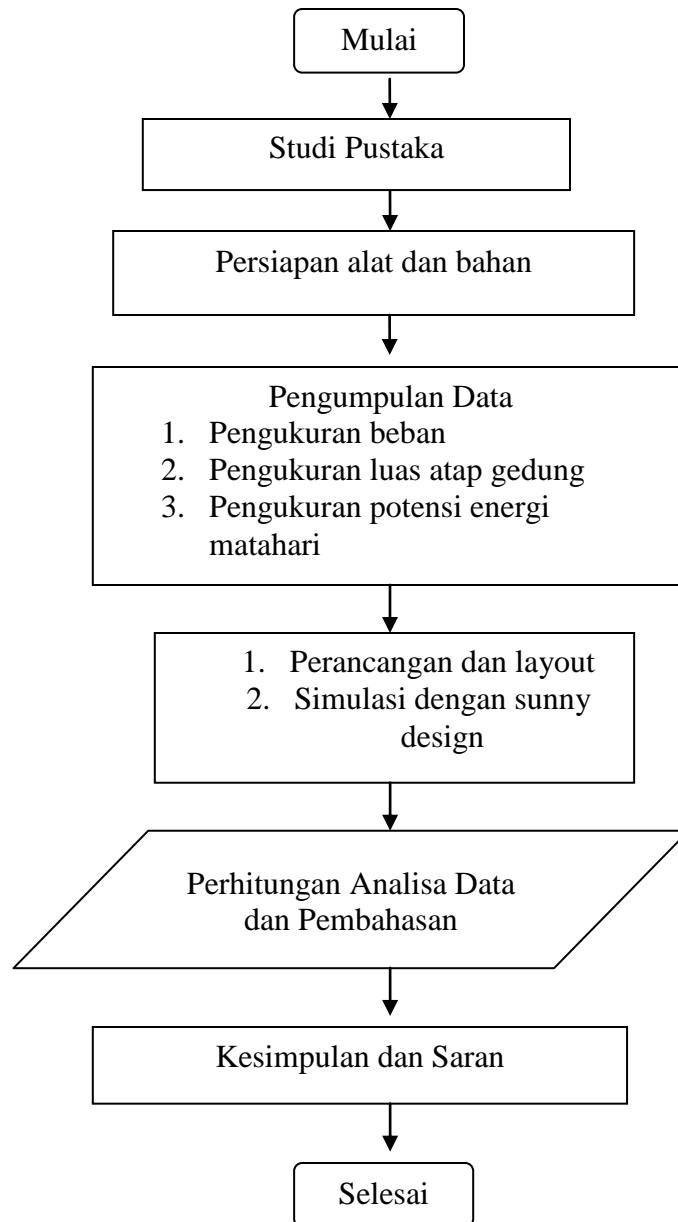 Mulai
Studi Pustaka
Persiapan alat dan bahan
Pengumpulan Data
1. Pengukuran beban
2. Pengukuran luas atap gedung
3. Pengukuran potensi energi
matahari
1. Perancangan dan layout
2. Simulasi dengan sunny
design
Perhitungan Analisa Data
dan Pembahasan
Kesimpulan dan Saran
Selesai